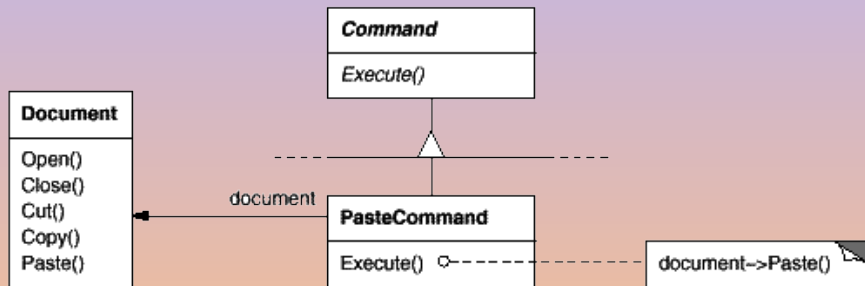 Command
Execute()
Document
Open()
Close()
Cut()
Copy()
Paste()
document
PasteCommand
Execute()
document->Paste()